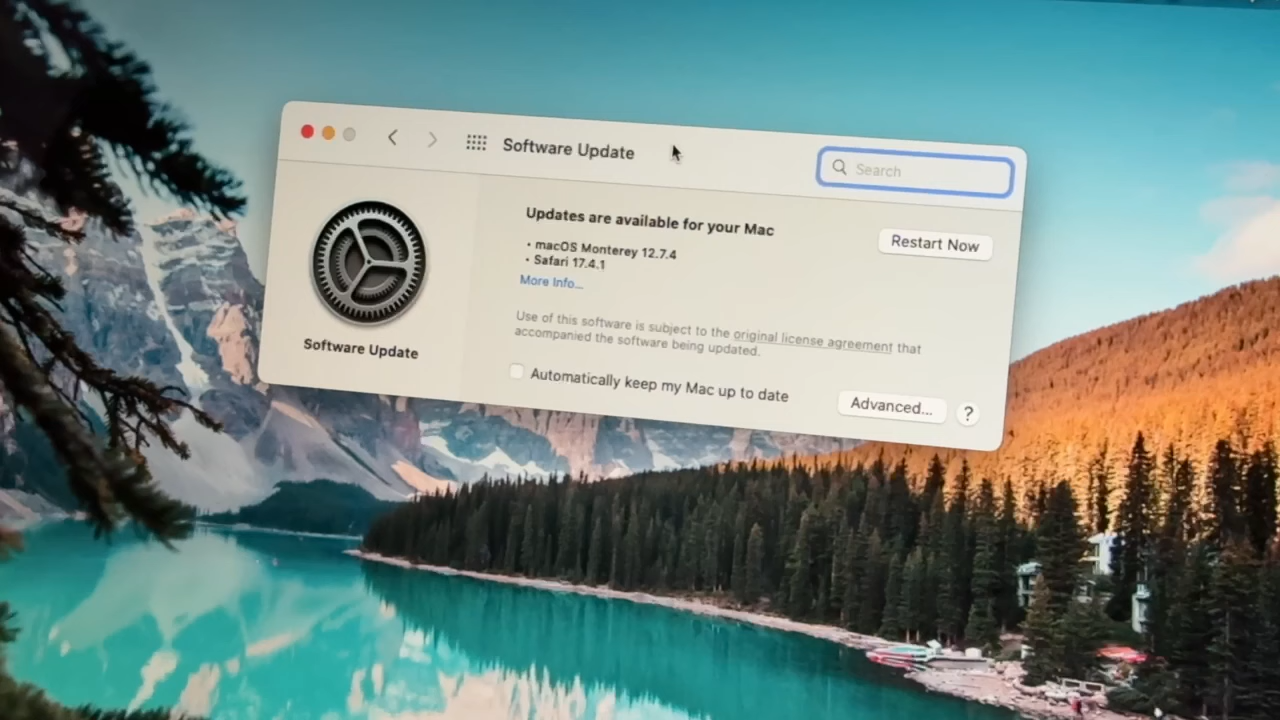 Software Update
Search
Updates are available for your Mac
Restart Now
• macOS Monterey 12.7.4
• Safari 17.4.1
More Info...
Use of this software is subject to the original license agreement that
accompanied the software being updated.
Software Update
Automatically keep my Mac up to date
Advanced...
?